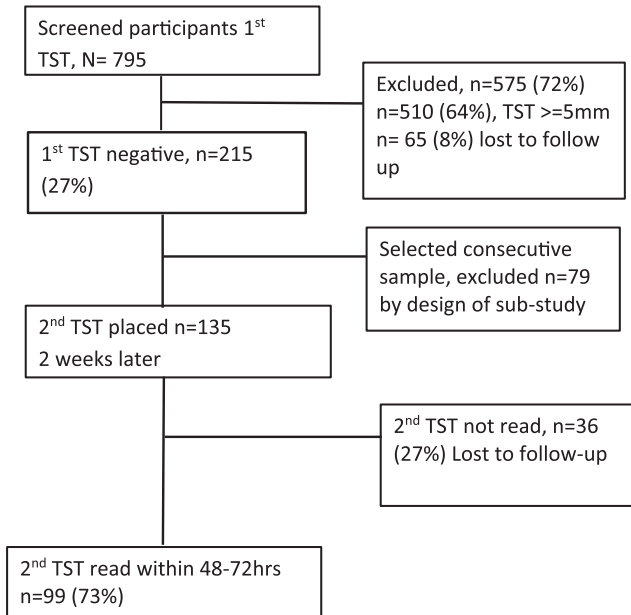 Screened participants 1st
TST, N= 795
Excluded, n=575 (72%)
n=510 (64%), TST >=5mm
n= 65 (8%) lost to follow
up
1st TST negative, n=215
(27%)
Selected consecutive
sample, excluded n=79
by design of sub-study
2nd TST placed n=135
2 weeks later
2nd TST not read, n=36
(27%) Lost to follow-up
2nd TST read within 48-72hrs
n=99 (73%)